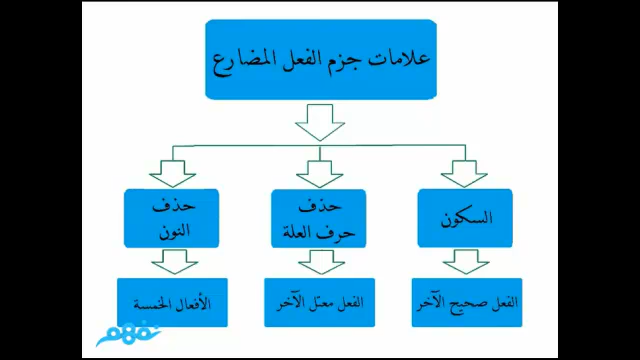 علامات جزم الفعل المضارع
السكون
حذف
حرف العلة
حذف
النون
الفعل صحيح الآخر
الفعل معتل الآخر
الأفعال الخمسة
نفهم